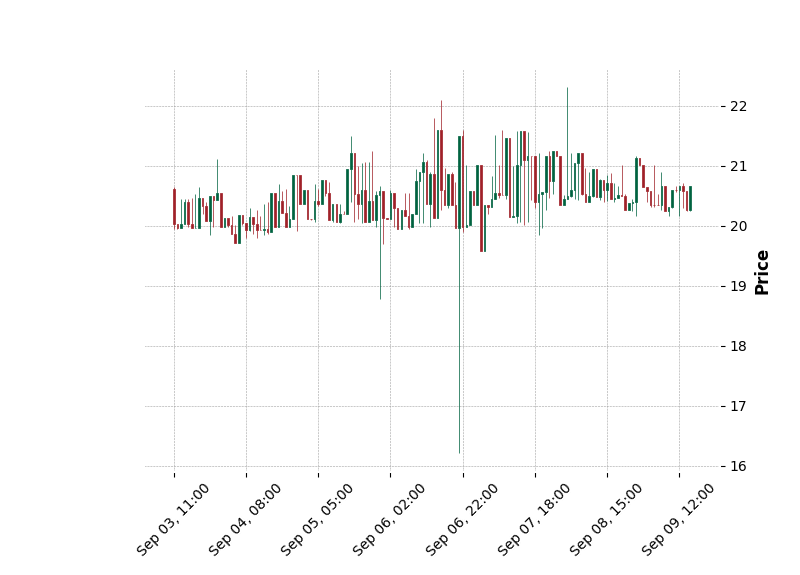 22
21
20
19
18
17
16
Price
Sep 03, 11:00
Sep 04, 08:00
Sep 05, 05:00
Sep 06, 02:00
Sep 06, 22:00
Sep 07, 18:00
Sep 08, 15:00
Sep 09, 12:00